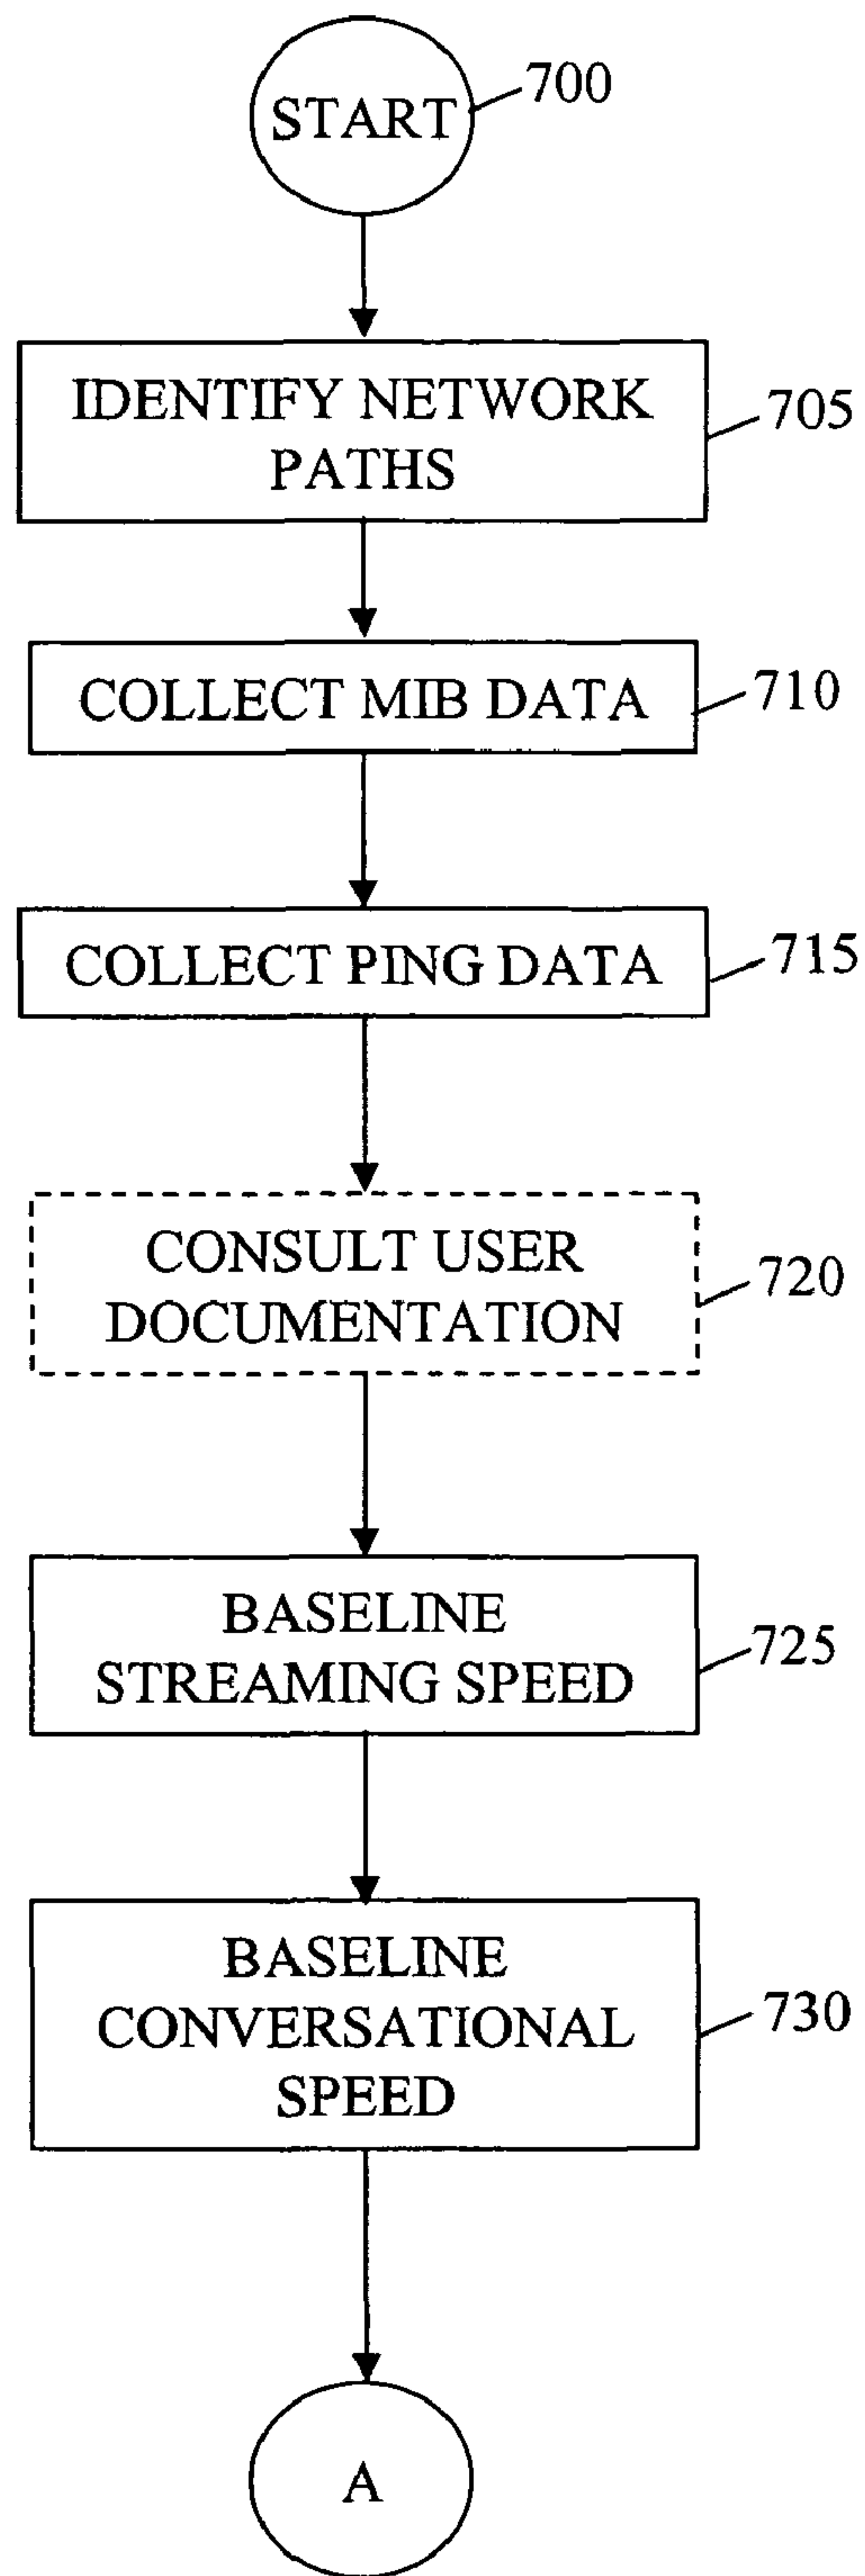 START
700
IDENTIFY NETWORK
PATHS
705
COLLECT MIB DATA
710
COLLECT PING DATA
715
CONSULT USER
DOCUMENTATION
720
BASELINE
STREAMING SPEED
725
BASELINE
CONVERSATIONAL
SPEED
730
A